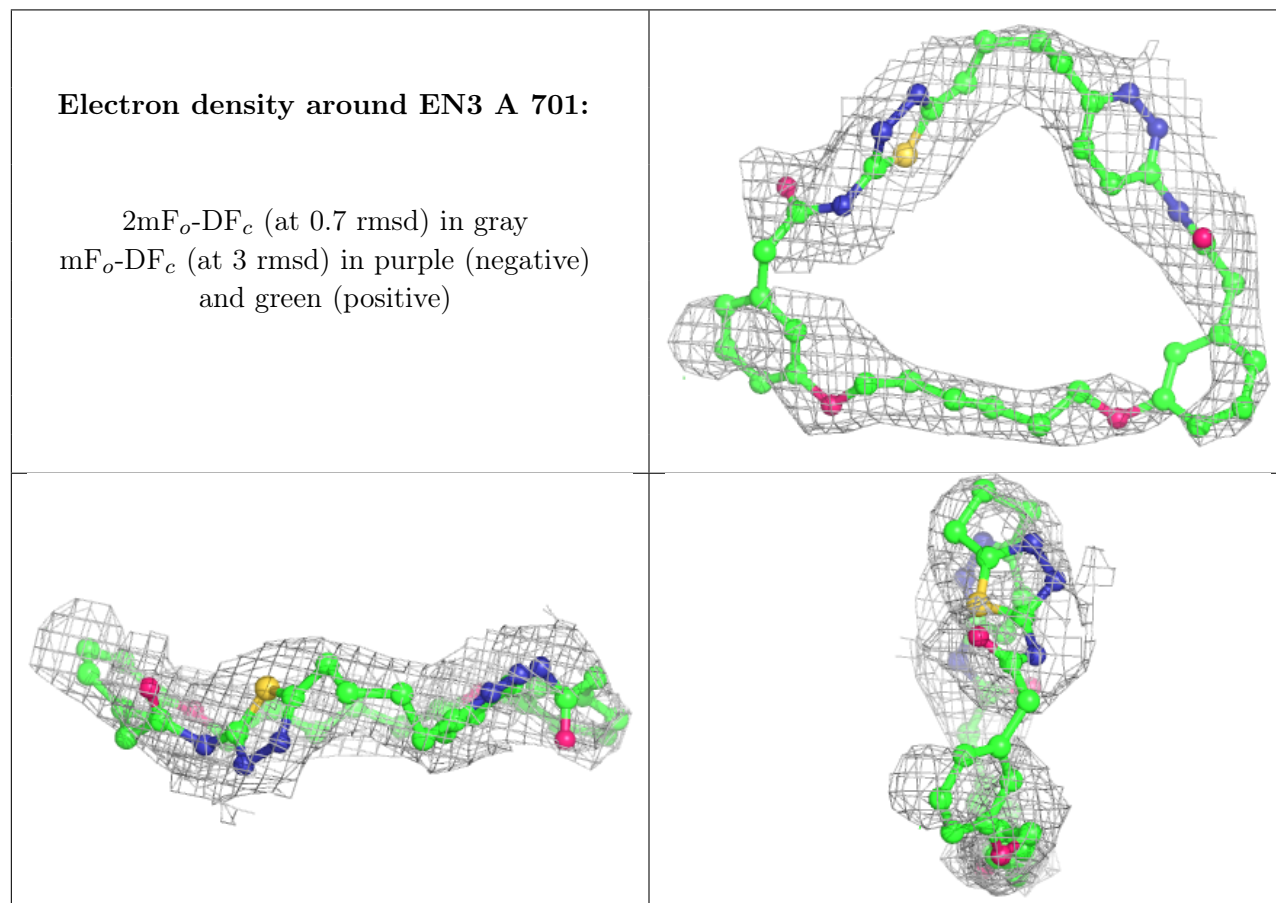 Electron density around EN3 A 701:
2mFo-DFc (at 0.7 rmsd) in gray
mFo-DFc (at 3 rmsd) in purple (negative)
and green (positive)